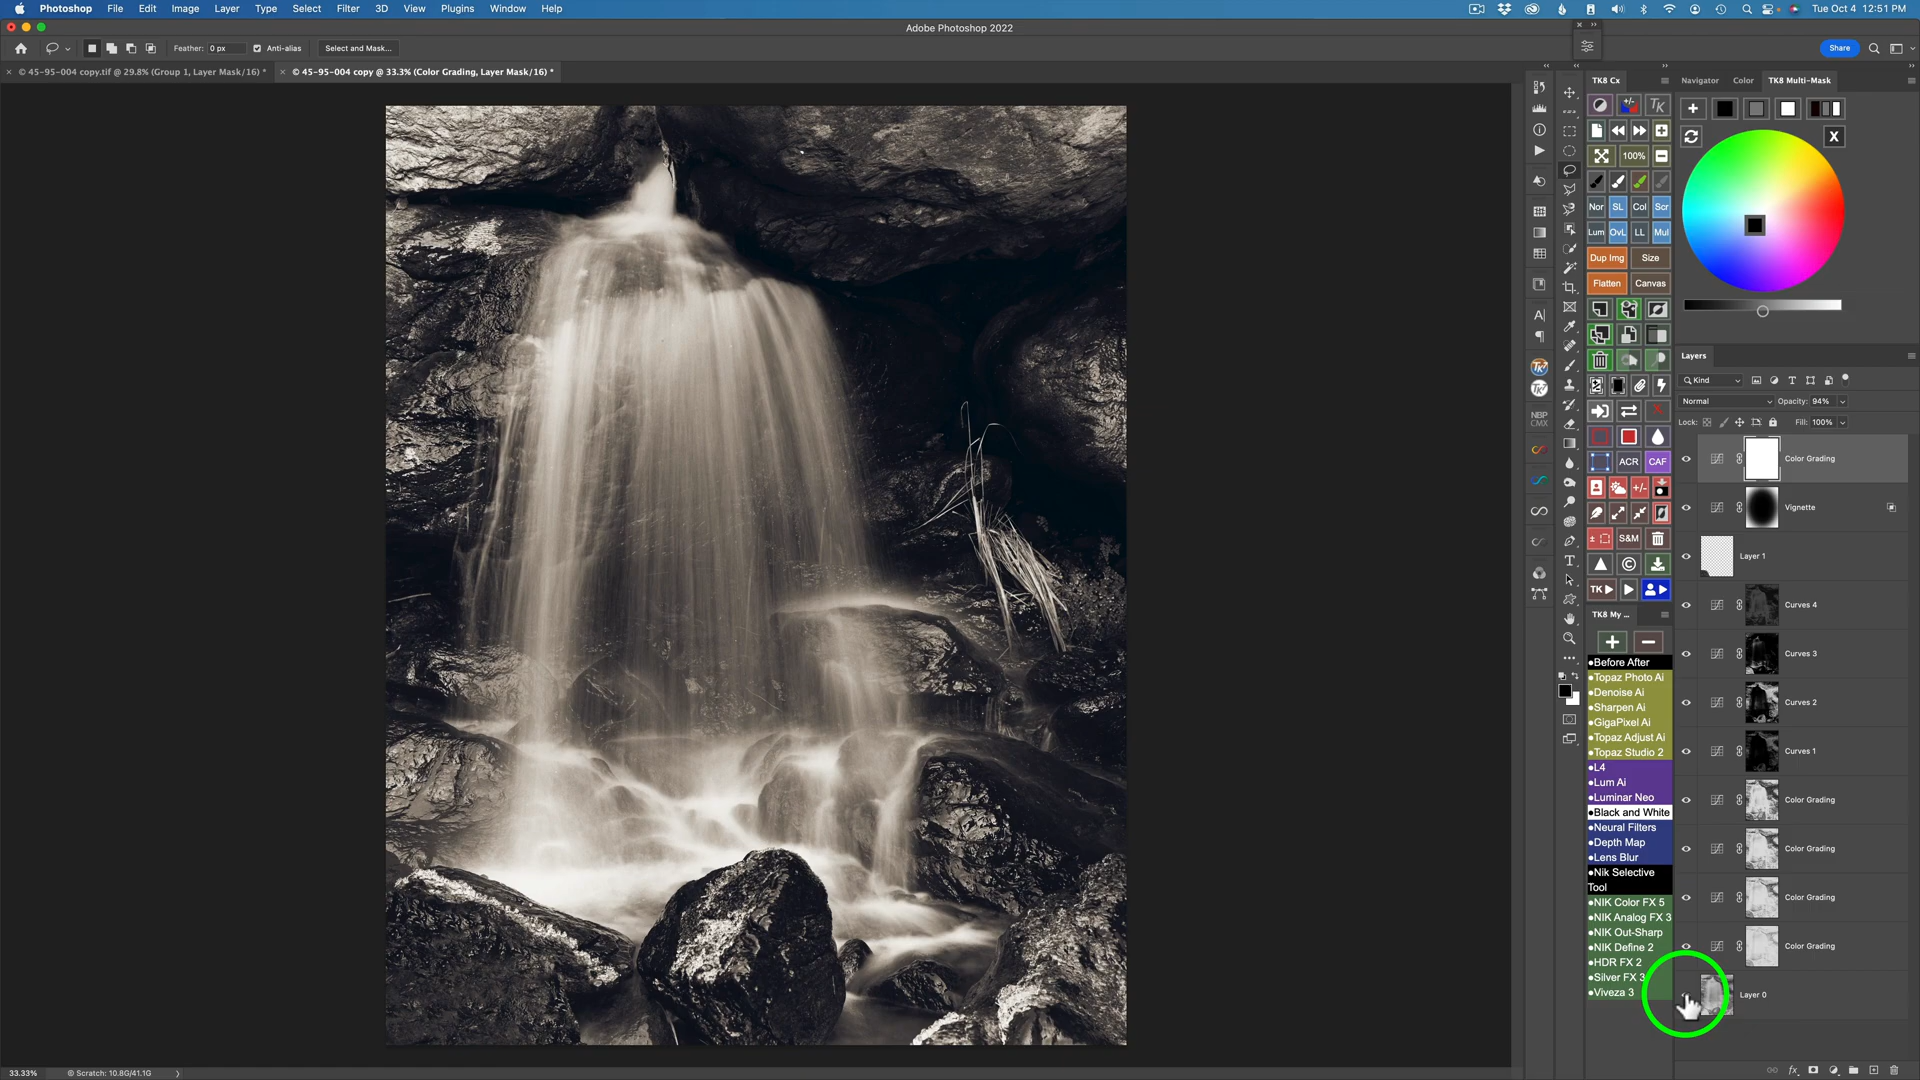 Photoshop File Edit Image Layer Type Select Filter 3D View Plugins Window Help
Tue Oct 4 12:51 PM
Adobe Photoshop 2022
Feather: 0 px Anti-alias Select and Mask...
Share
© 45-95-004 copy.tif @ 29.8% (Group 1, Layer Mask/16) *
© 45-95-004 copy @ 33.3% (Color Grading, Layer Mask/16) *
TK8 Cx
Navigator Color TK8 Multi-Mask
+/- TK
X
100%
Nor SL Col Scr
Lum OvL LL Mul
Dup Img Size
Flatten Canvas
Layers
Kind
Normal Opacity: 94%
Lock: Fill: 100%
NBP
CMX
ACR CAF
+/-
S&M
TK
TK8 My ...
●Before After
●Topaz Photo Ai
●Denoise Ai
●Sharpen Ai
●GigaPixel Ai
●Topaz Adjust Ai
●Topaz Studio 2
●L4
●Lum Ai
●Luminar Neo
●Black and White
●Neural Filters
●Depth Map
●Lens Blur
●Nik Selective
Tool
●NIK Color FX 5
●NIK Analog FX 3
●NIK Out-Sharp
●NIK Define 2
●HDR FX 2
●Silver FX 3
●Viveza 3
Color Grading
Vignette
Layer 1
Curves 4
Curves 3
Curves 2
Curves 1
Color Grading
Color Grading
Color Grading
Color Grading
Layer 0
33.33% Scratch: 10.8G/41.1G
fx